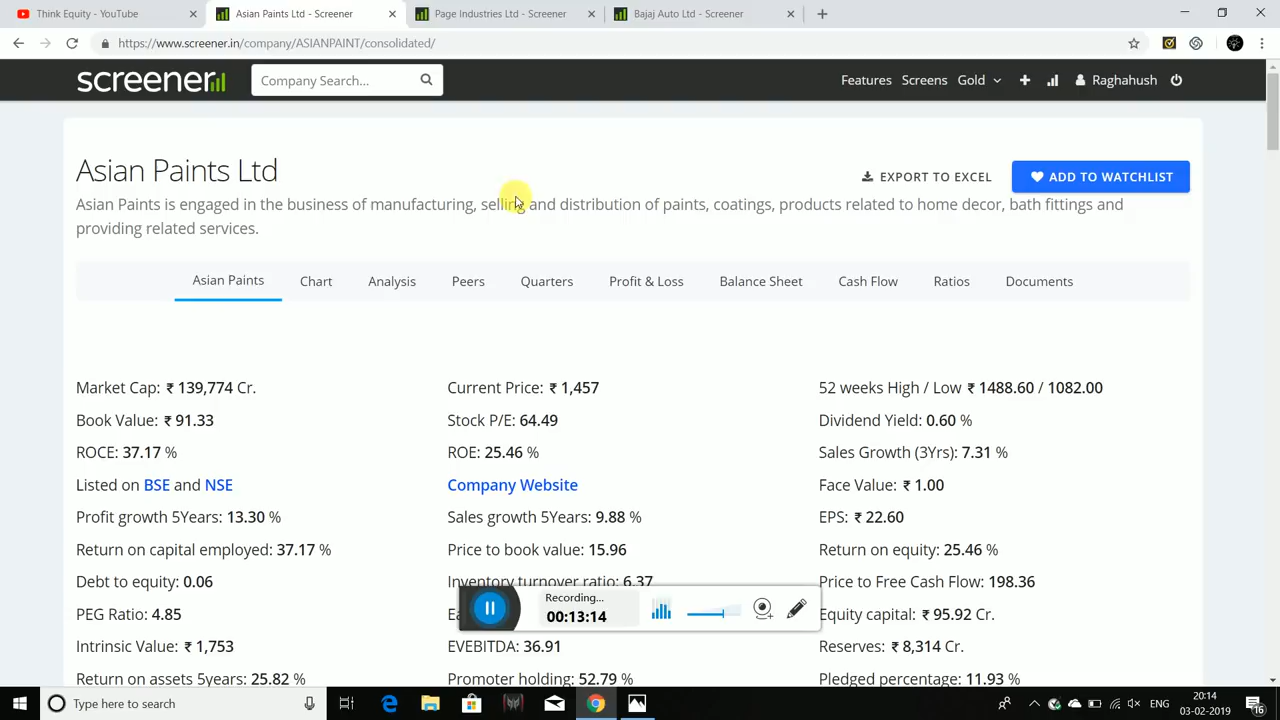 Think Equity - YouTube
Asian Paints Ltd - Screener
Page Industries Ltd - Screener
Bajaj Auto Ltd - Screener
https://www.screener.in/company/ASIANPAINT/consolidated/
screener
Company Search...
Features Screens Gold Raghahush
Asian Paints Ltd
EXPORT TO EXCEL
ADD TO WATCHLIST
Asian Paints is engaged in the business of manufacturing, selling and distribution of paints, coatings, products related to home decor, bath fittings and
providing related services.
Asian Paints Chart Analysis Peers Quarters Profit & Loss Balance Sheet Cash Flow Ratios Documents
Market Cap: ₹ 139,774 Cr. Current Price: ₹ 1,457 52 weeks High / Low ₹ 1488.60 / 1082.00
Book Value: ₹ 91.33 Stock P/E: 64.49 Dividend Yield: 0.60 %
ROCE: 37.17 % ROE: 25.46 % Sales Growth (3Yrs): 7.31 %
Listed on BSE and NSE Company Website Face Value: ₹ 1.00
Profit growth 5Years: 13.30 % Sales growth 5Years: 9.88 % EPS: ₹ 22.60
Return on capital employed: 37.17 % Price to book value: 15.96 Return on equity: 25.46 %
Debt to equity: 0.06 Inventory turnover ratio: 6.37 Price to Free Cash Flow: 198.36
Recording...
00:13:14
PEG Ratio: 4.85 Equity capital: ₹ 95.92 Cr.
Intrinsic Value: ₹ 1,753 EVEBITDA: 36.91 Reserves: ₹ 8,314 Cr.
Return on assets 5years: 25.82 % Promoter holding: 52.79 % Pledged percentage: 11.93 %
Type here to search
ENG
20:14
03-02-2019
16